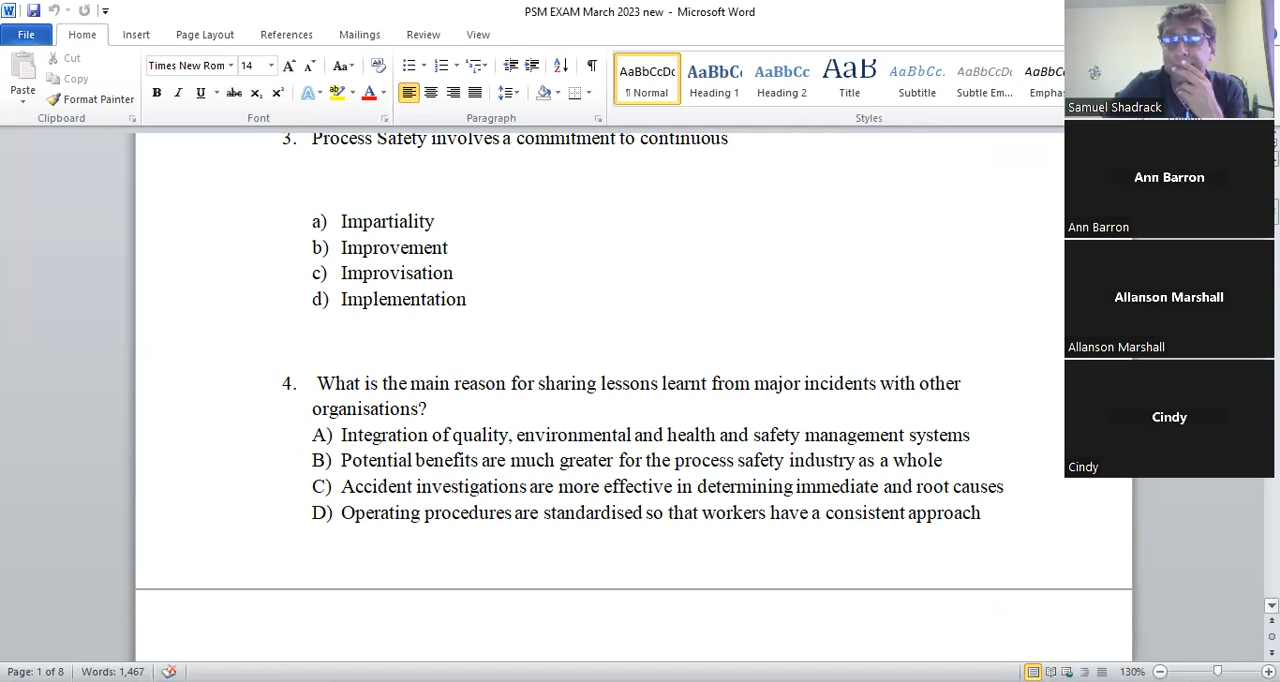 PSM EXAM March 2023 new - Microsoft Word
File Home Insert Page Layout References Mailings Review View
Paste
Cut
Copy
Format Painter
Times New Rom 14
Clipboard Font Paragraph Styles
AaBbCcDc AaBbC AaBbCc AaB AaBbCc. AaBbCcDc AaBbCc
¶ Normal Heading 1 Heading 2 Title Subtitle Subtle Em... Empha
3. Process Safety involves a commitment to continuous
a) Impartiality
b) Improvement
c) Improvisation
d) Implementation
4. What is the main reason for sharing lessons learnt from major incidents with other
organisations?
A) Integration of quality, environmental and health and safety management systems
B) Potential benefits are much greater for the process safety industry as a whole
C) Accident investigations are more effective in determining immediate and root causes
D) Operating procedures are standardised so that workers have a consistent approach
Samuel Shadrack
Ann Barron
Ann Barron
Allanson Marshall
Allanson Marshall
Cindy
Cindy
Page: 1 of 8 Words: 1,467
130%